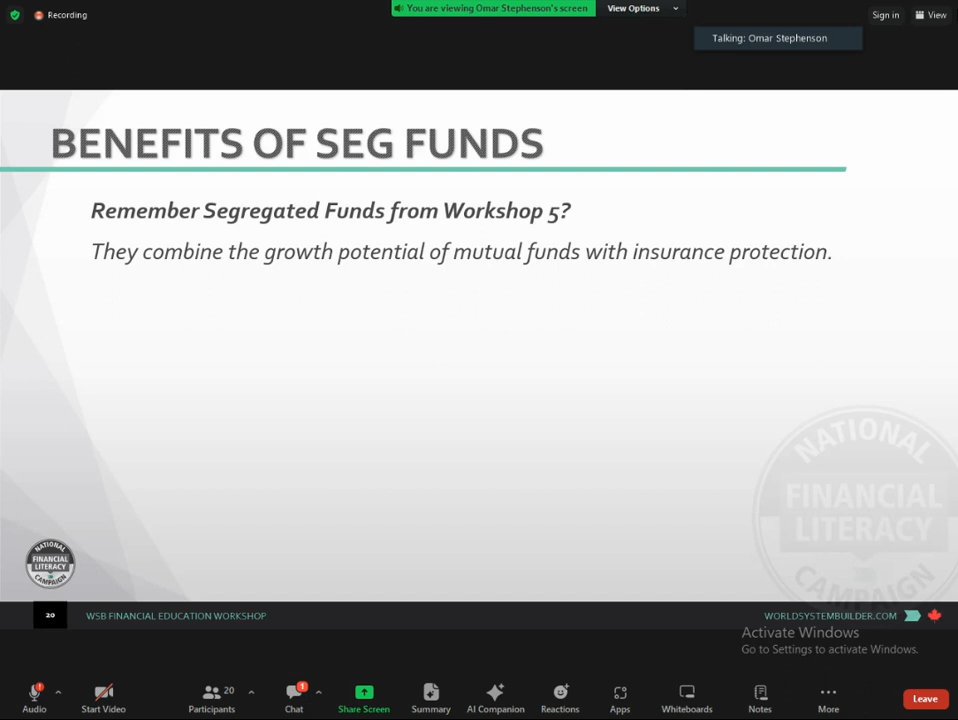 Recording
You are viewing Omar Stephenson's screen
View Options
Sign in
View
Talking: Omar Stephenson
BENEFITS OF SEG FUNDS
Remember Segregated Funds from Workshop 5?
They combine the growth potential of mutual funds with insurance protection.
NATIONAL
FINANCIAL
LITERACY
CAMPAIGN
NATIONAL
FINANCIAL
LITERACY
CAMPAIGN
20
WSB FINANCIAL EDUCATION WORKSHOP
WORLDSYSTEMBUILDER.COM
Activate Windows
Go to Settings to activate Windows.
20
1
Audio
Start Video
Participants
Chat
Share Screen
Summary
AI Companion
Reactions
Apps
Whiteboards
Notes
More
Leave